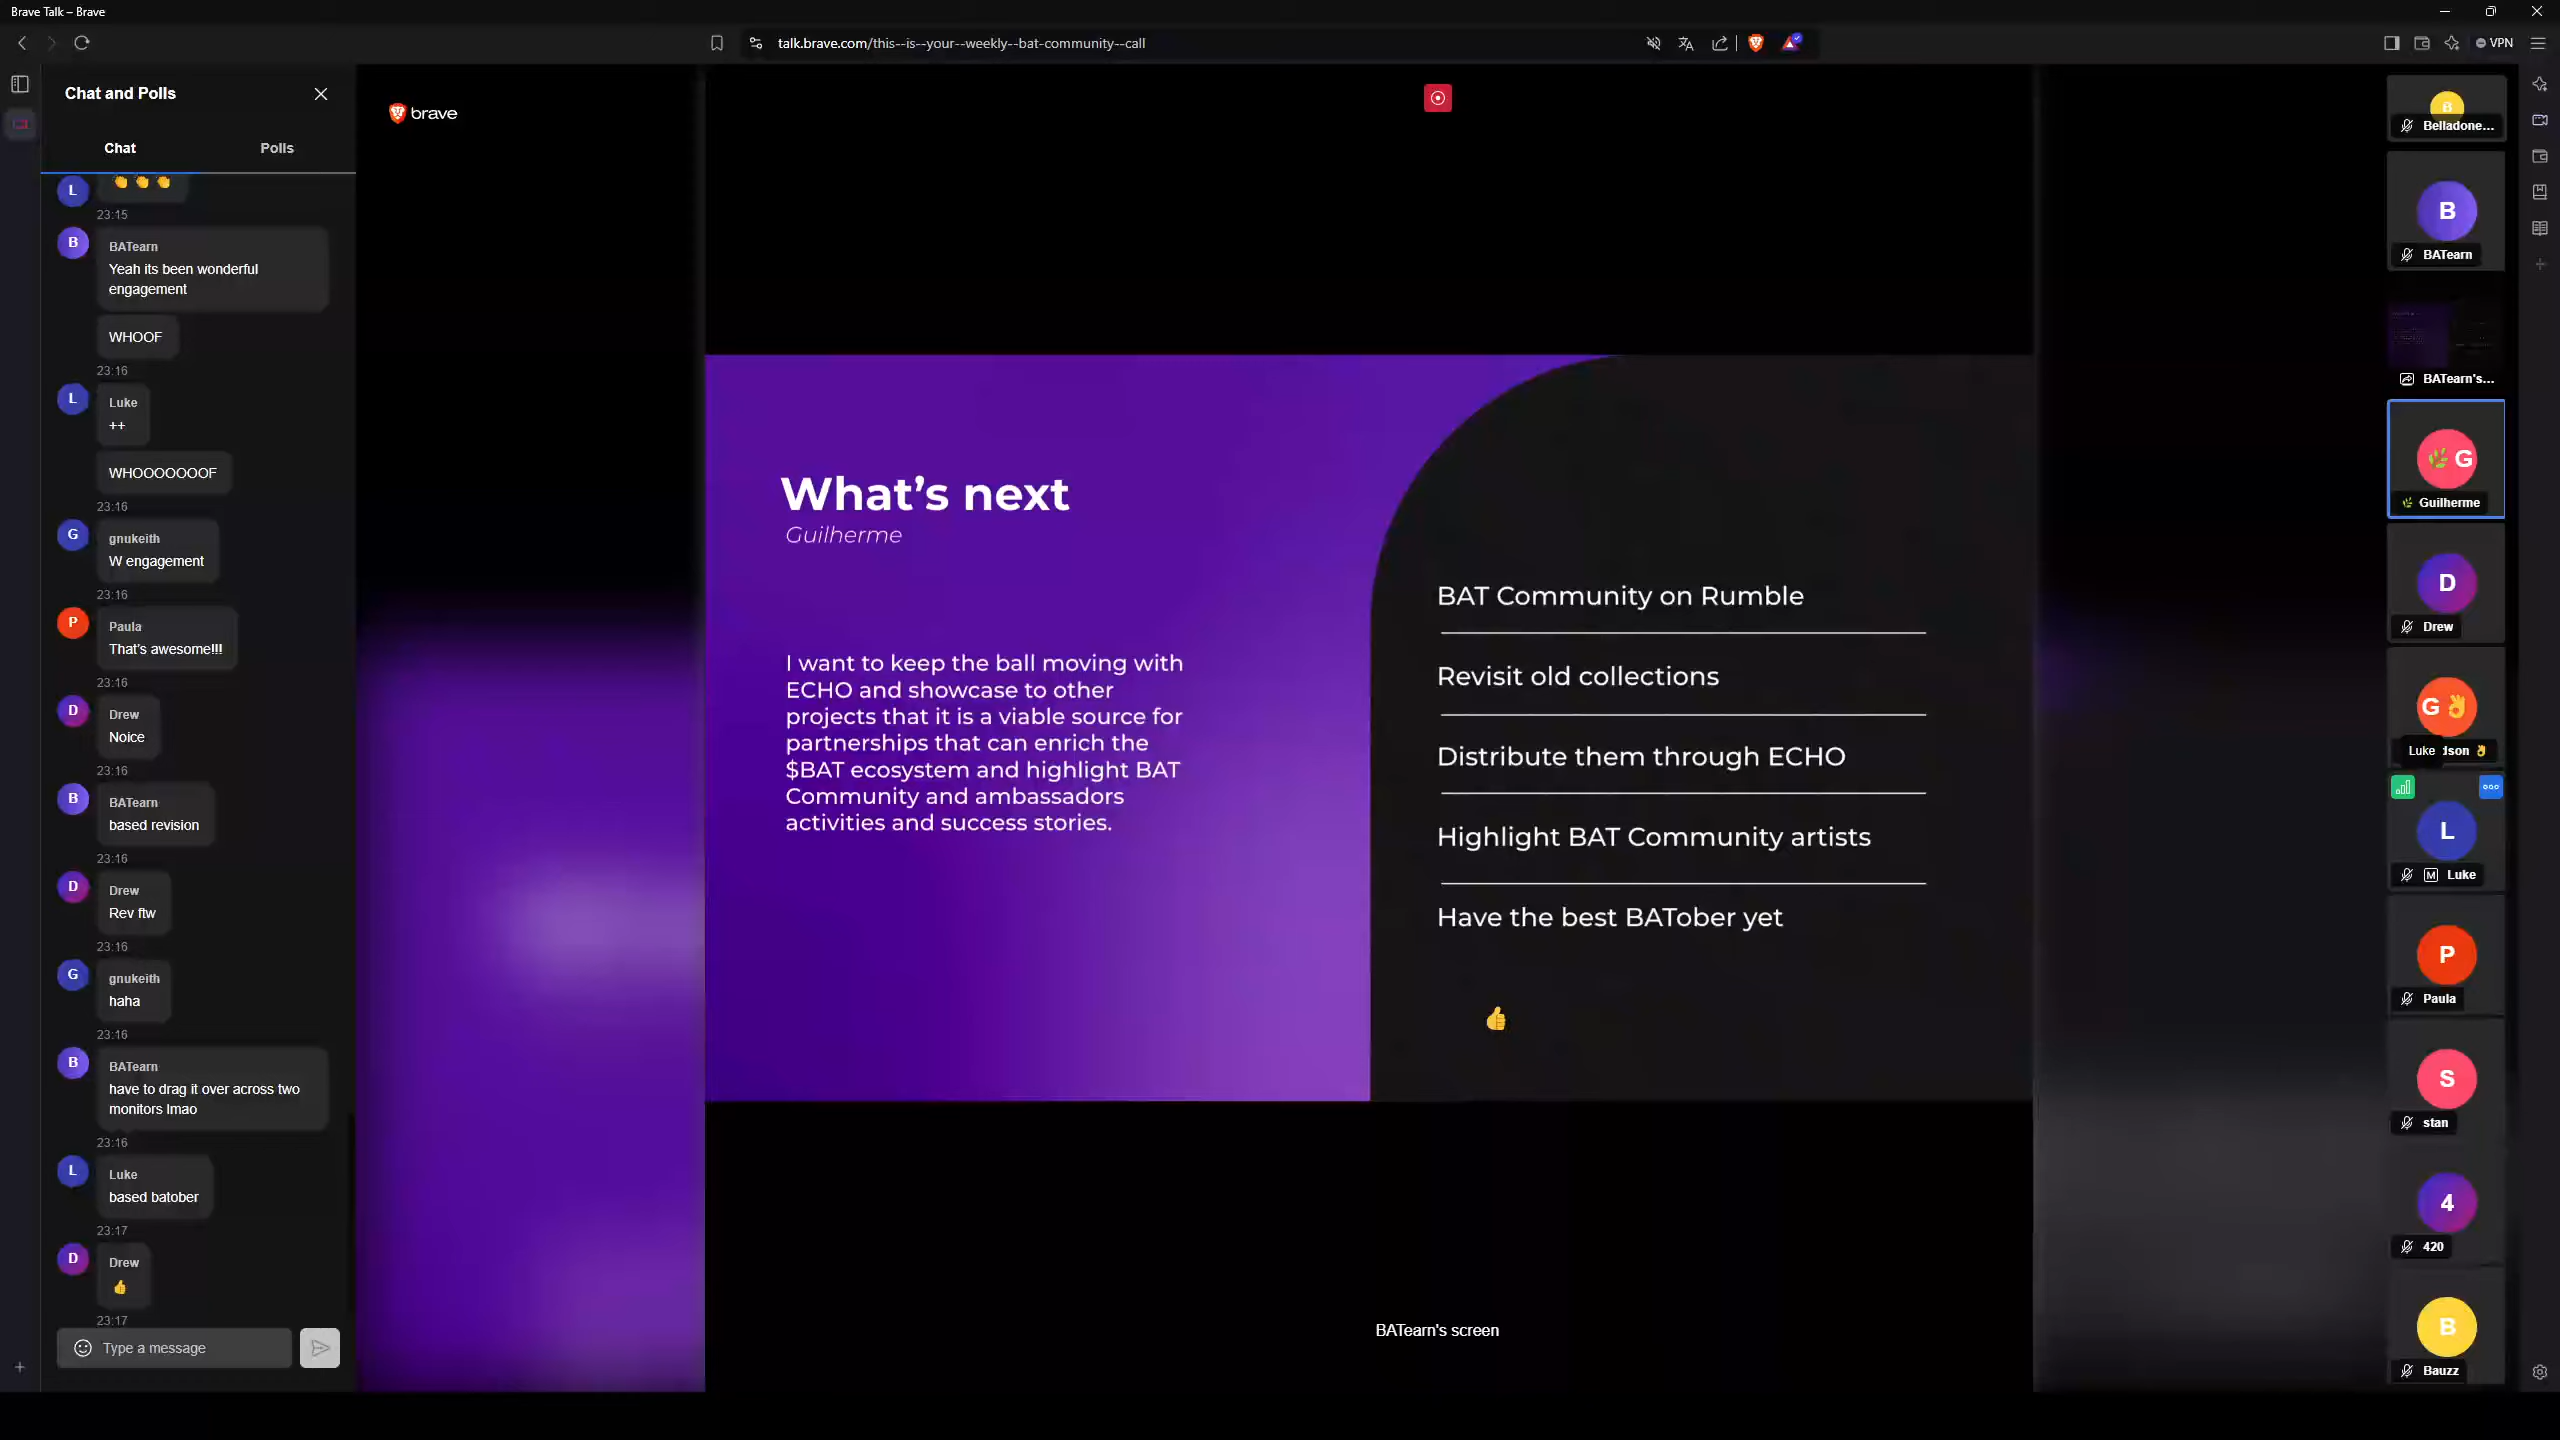 Brave Talk – Brave
talk.brave.com/this--is--your--weekly--bat-community--call
VPN
Chat and Polls
Chat
Polls
L
23:15
B
BATearn
Yeah its been wonderful
engagement
WHOOF
23:16
L
Luke
++
WHOOOOOOOF
23:16
G
gnukeith
W engagement
23:16
P
Paula
That's awesome!!!
23:16
D
Drew
Noice
23:16
B
BATearn
based revision
23:16
D
Drew
Rev ftw
23:16
G
gnukeith
haha
23:16
B
BATearn
have to drag it over across two
monitors lmao
23:16
L
Luke
based batober
23:17
D
Drew
👍
23:17
Type a message
brave
What's next
Guilherme
I want to keep the ball moving with
ECHO and showcase to other
projects that it is a viable source for
partnerships that can enrich the
$BAT ecosystem and highlight BAT
Community and ambassadors
activities and success stories.
BAT Community on Rumble
Revisit old collections
Distribute them through ECHO
Highlight BAT Community artists
Have the best BATober yet
BATearn's screen
B
Belladone...
B
BATearn
BATearn's...
G
Guilherme
D
Drew
G
Luke
L
M Luke
P
Paula
S
stan
4
420
B
Bauzz